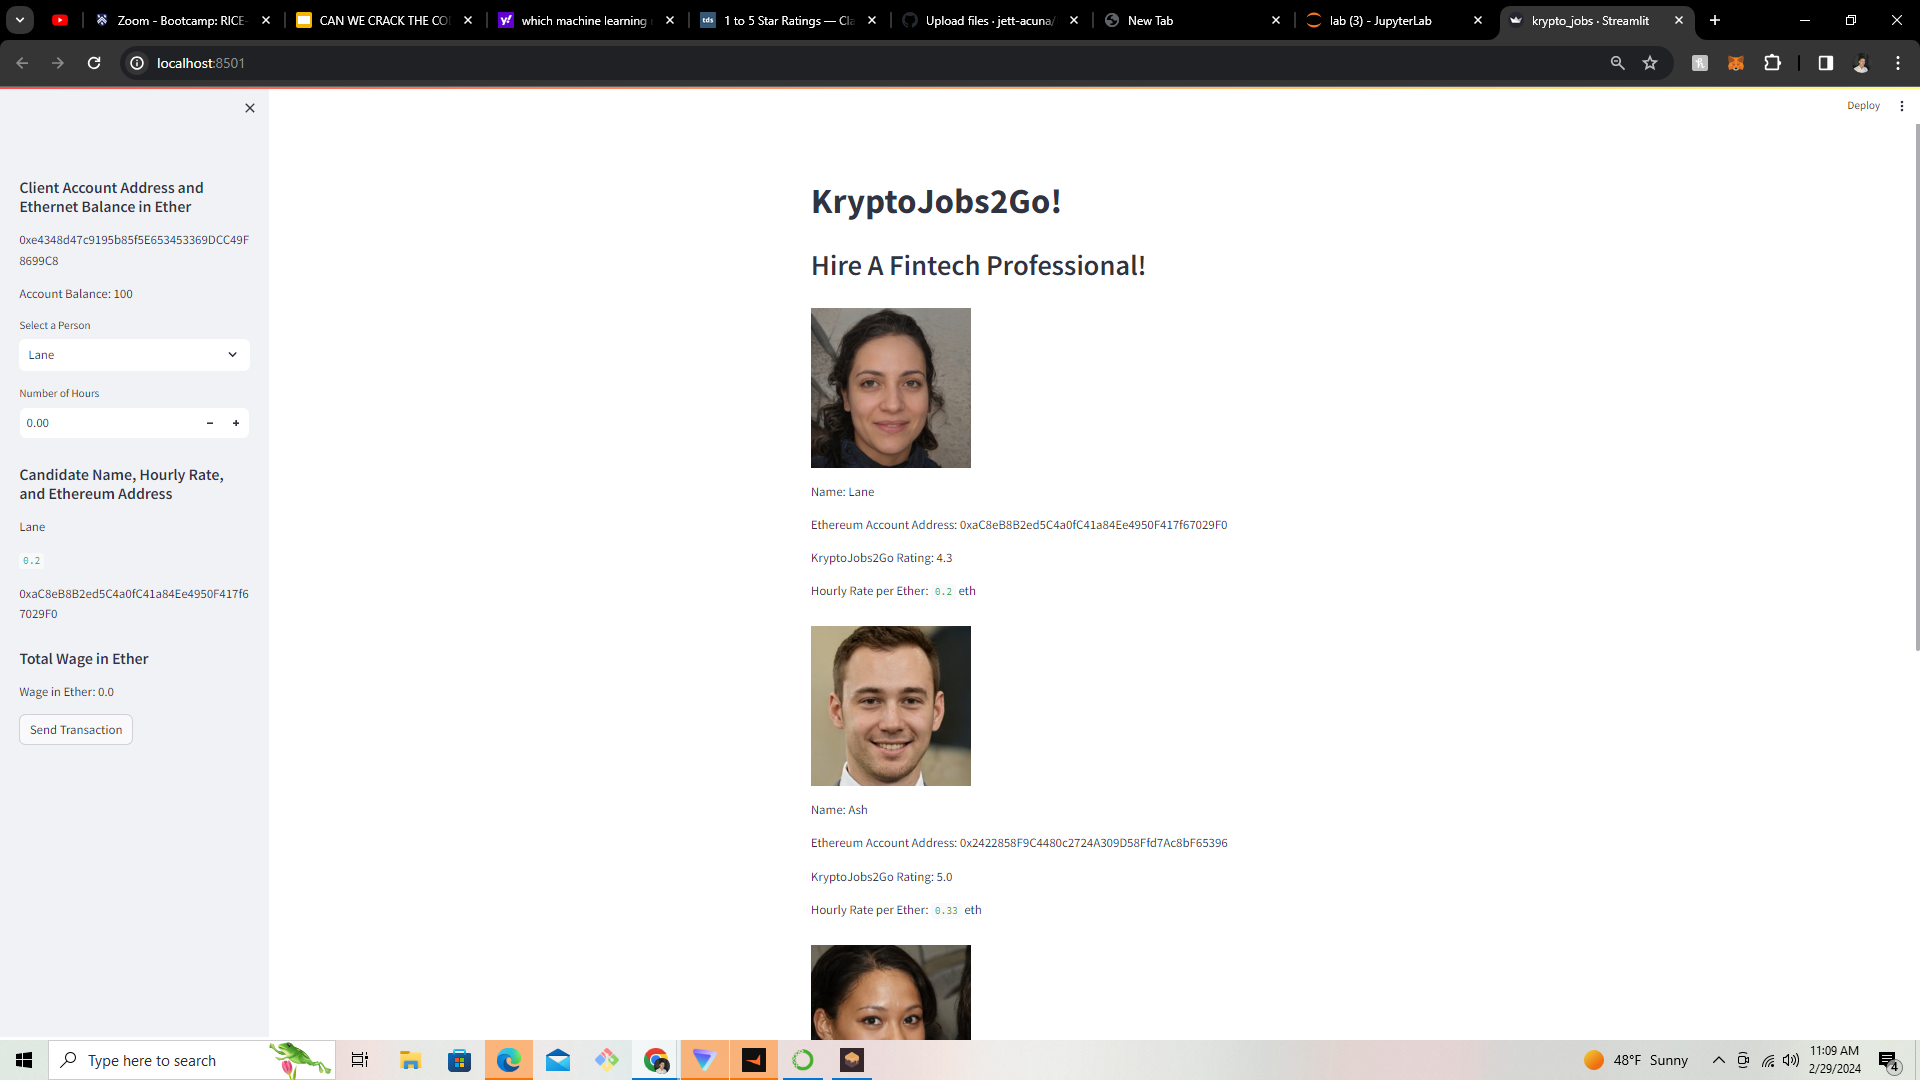 Zoom - Bootcamp: RICE-
CAN WE CRACK THE CO
which machine learning
1 to 5 Star Ratings — Cla
Upload files · jett-acuna/
New Tab
lab (3) - JupyterLab
krypto_jobs · Streamlit
localhost:8501
Deploy
Client Account Address and
Ethernet Balance in Ether
0xe4348d47c9195b85f5E653453369DCC49F
8699C8
Account Balance: 100
Select a Person
Lane
Number of Hours
0.00
Candidate Name, Hourly Rate,
and Ethereum Address
Lane
0.2
0xaC8eB8B2ed5C4a0fC41a84Ee4950F417f6
7029F0
Total Wage in Ether
Wage in Ether: 0.0
Send Transaction
KryptoJobs2Go!
Hire A Fintech Professional!
Name: Lane
Ethereum Account Address: 0xaC8eB8B2ed5C4a0fC41a84Ee4950F417f67029F0
KryptoJobs2Go Rating: 4.3
Hourly Rate per Ether: 0.2 eth
Name: Ash
Ethereum Account Address: 0x2422858F9C4480c2724A309D58Ffd7Ac8bF65396
KryptoJobs2Go Rating: 5.0
Hourly Rate per Ether: 0.33 eth
Type here to search
48°F Sunny
11:09 AM
2/29/2024
4